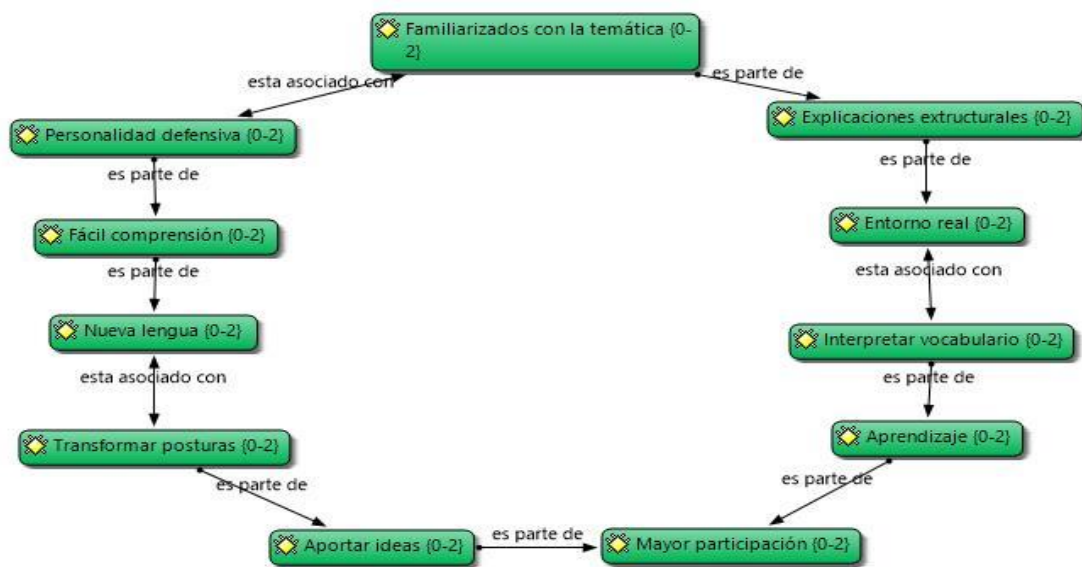 Familiarizados con la temática {0-
2}
esta asociado con
es parte de
Personalidad defensiva {0-2}
Explicaciones extructurales {0-2}
es parte de
es parte de
Fácil comprensión {0-2}
Entorno real {0-2}
es parte de
esta asociado con
Nueva lengua {0-2}
Interpretar vocabulario {0-2}
esta asociado con
es parte de
Transformar posturas {0-2}
Aprendizaje {0-2}
es parte de
es parte de
Aportar ideas {0-2}
es parte de
Mayor participación {0-2}